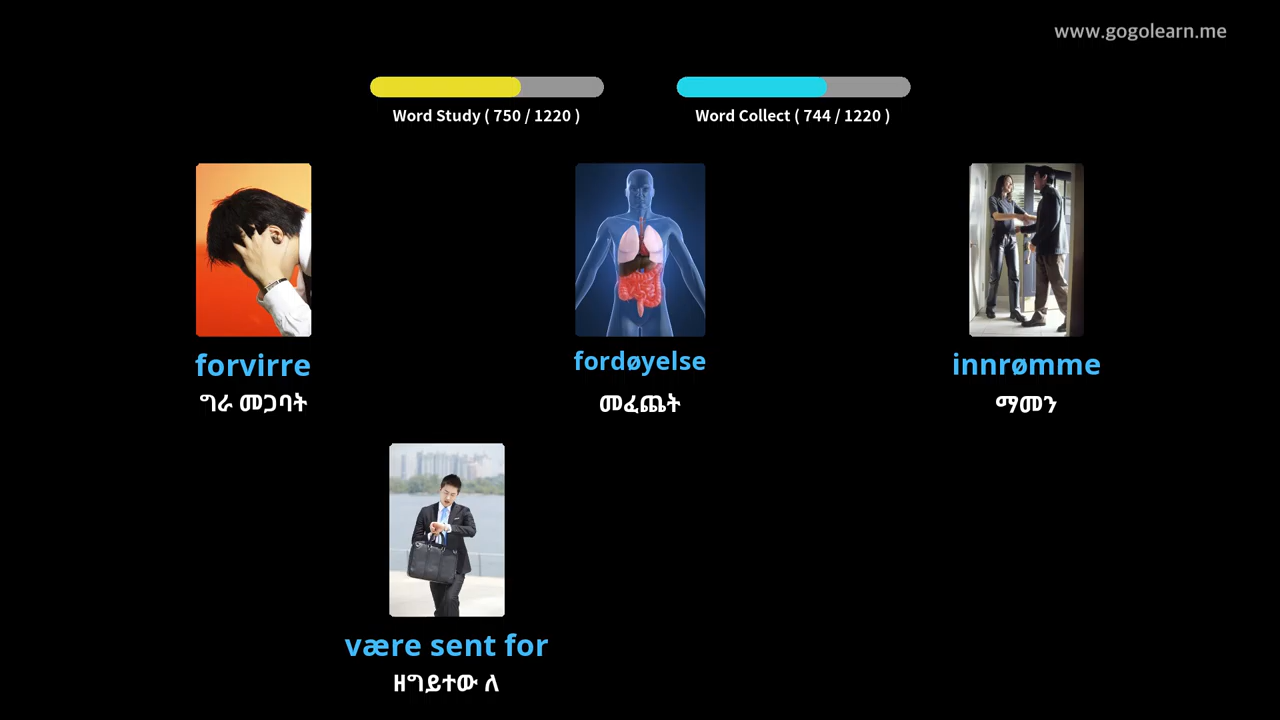 www.gogolearn.me
Word Study ( 750 / 1220 )
Word Collect ( 744 / 1220 )
forvirre
ግራ መጋባት
fordøyelse
መፈጨት
innrømme
ማመን
være sent for
ዘግይተው ለ